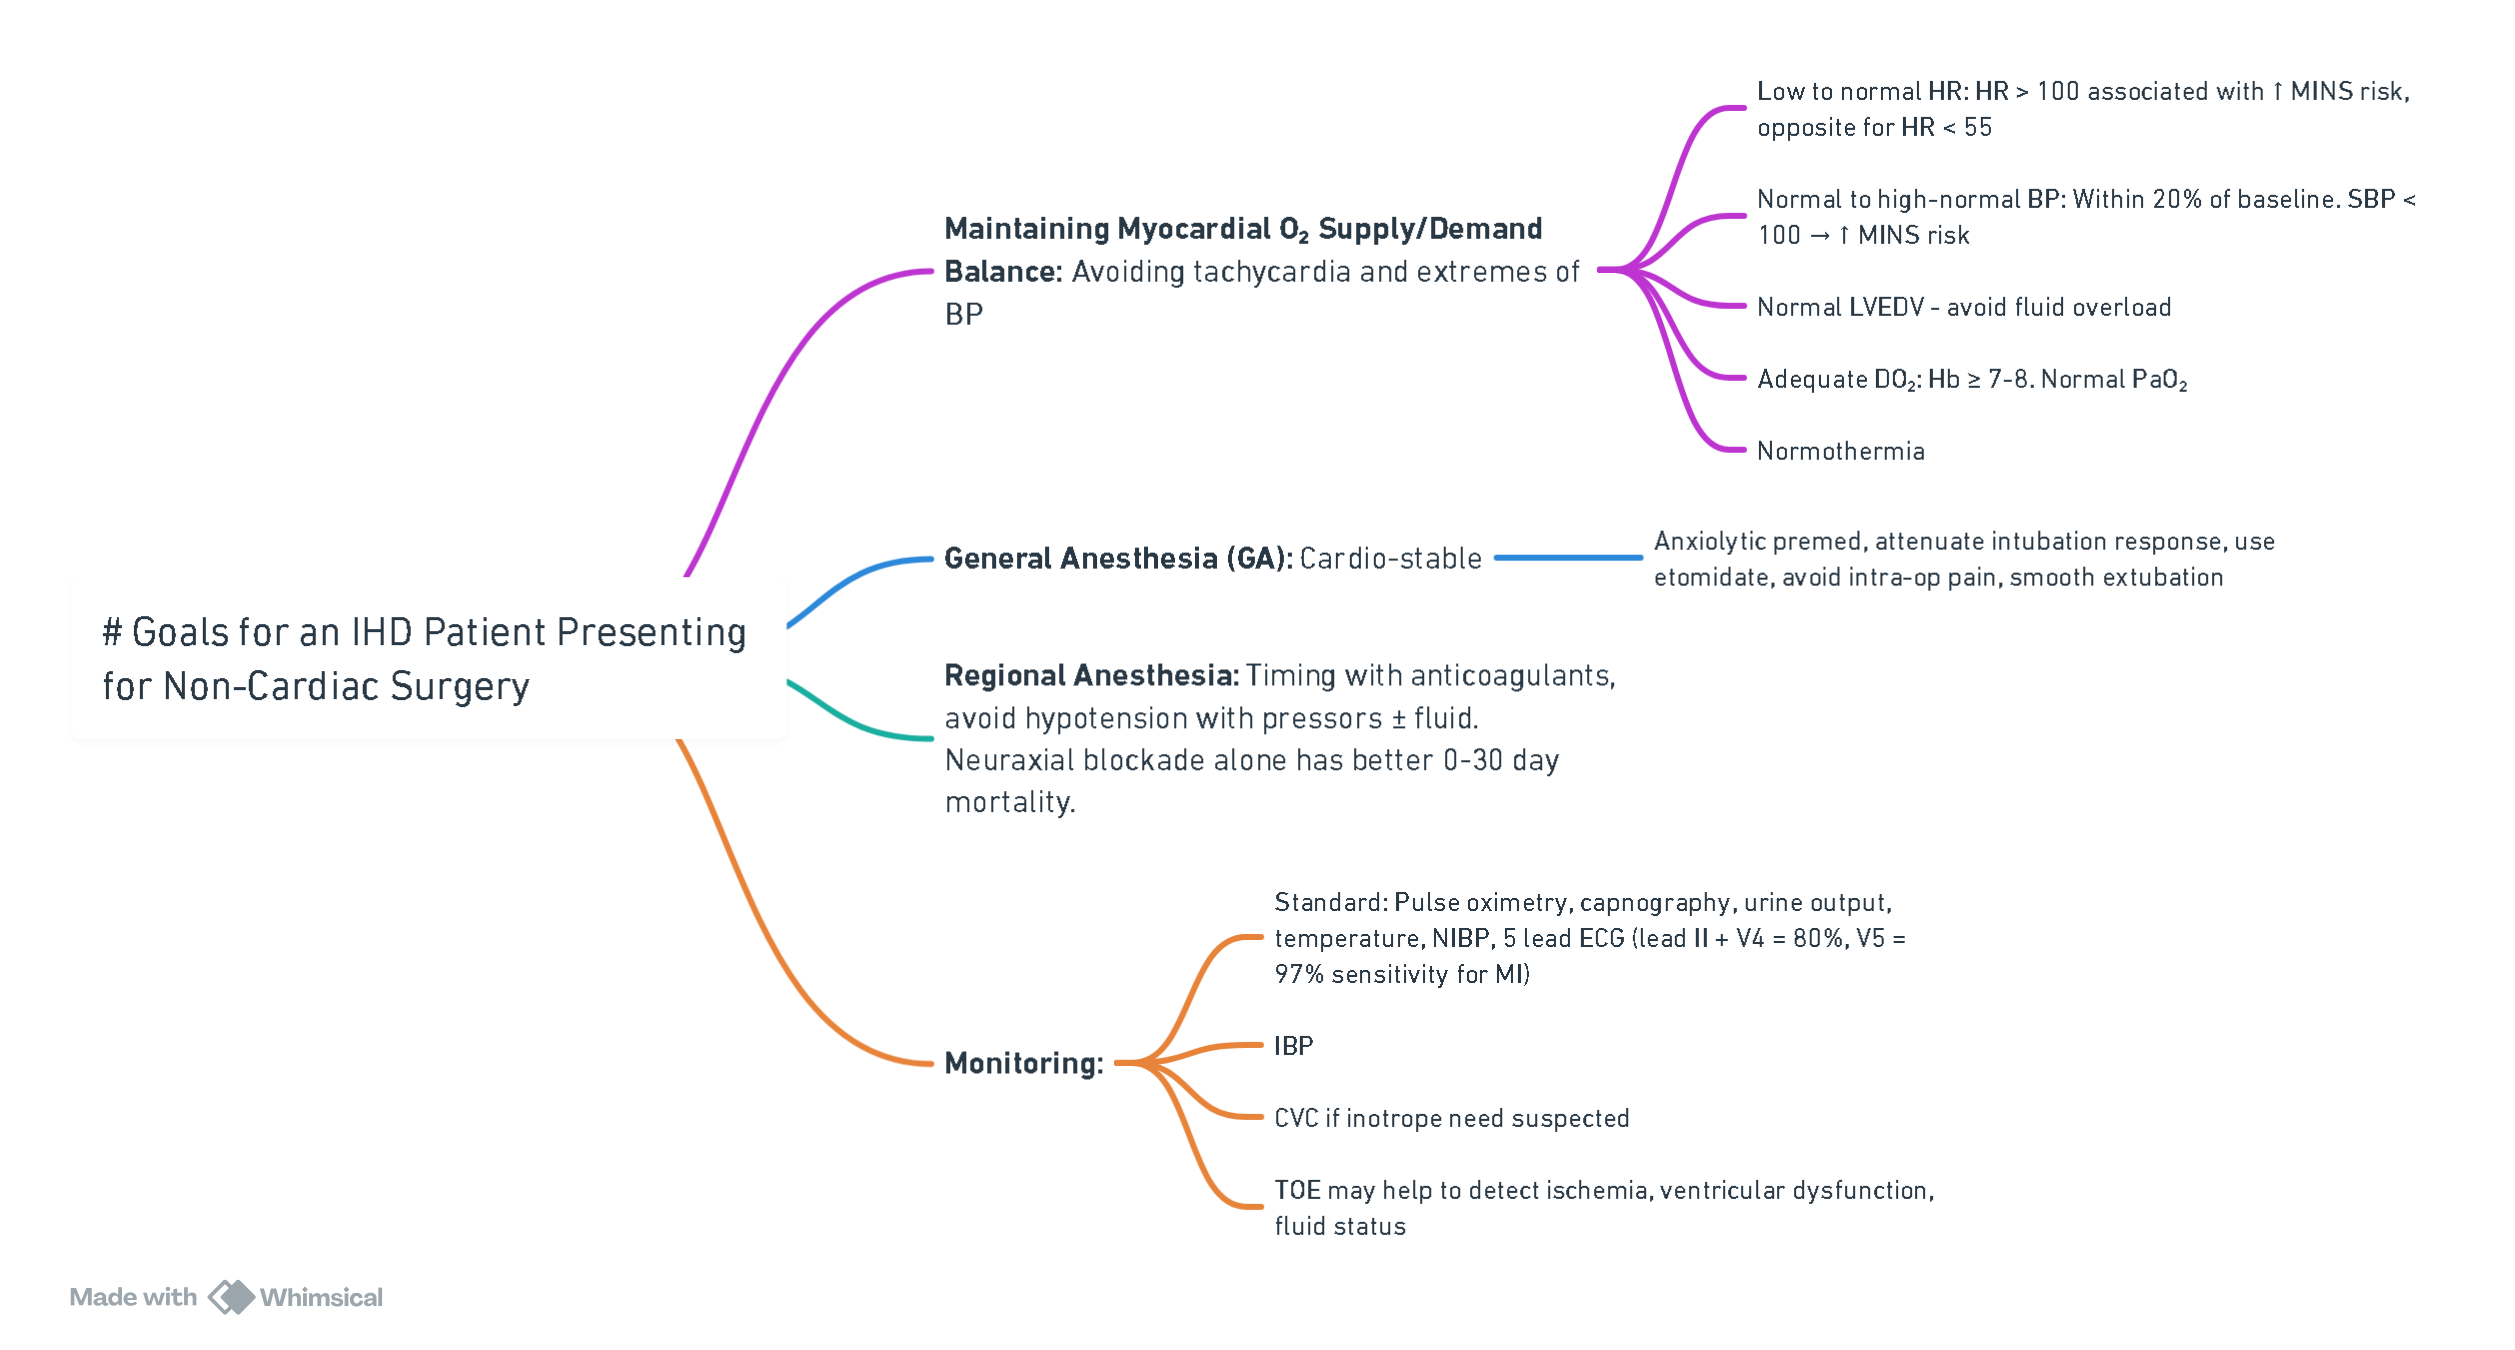 # Goals for an IHD Patient Presenting
for Non-Cardiac Surgery
Maintaining Myocardial O₂ Supply/Demand
Balance: Avoiding tachycardia and extremes of
BP
Low to normal HR: HR > 100 associated with ↑ MINS risk,
opposite for HR < 55
Normal to high-normal BP: Within 20% of baseline. SBP <
100 → ↑ MINS risk
Normal LVEDV - avoid fluid overload
Adequate DO₂: Hb ≥ 7-8. Normal PaO₂
Normothermia
General Anesthesia (GA): Cardio-stable
Anxiolytic premed, attenuate intubation response, use
etomidate, avoid intra-op pain, smooth extubation
Regional Anesthesia: Timing with anticoagulants,
avoid hypotension with pressors ± fluid.
Neuraxial blockade alone has better 0-30 day
mortality.
Monitoring:
Standard: Pulse oximetry, capnography, urine output,
temperature, NIBP, 5 lead ECG (lead II + V4 = 80%, V5 =
97% sensitivity for MI)
IBP
CVC if inotrope need suspected
TOE may help to detect ischemia, ventricular dysfunction,
fluid status
Made with Whimsical